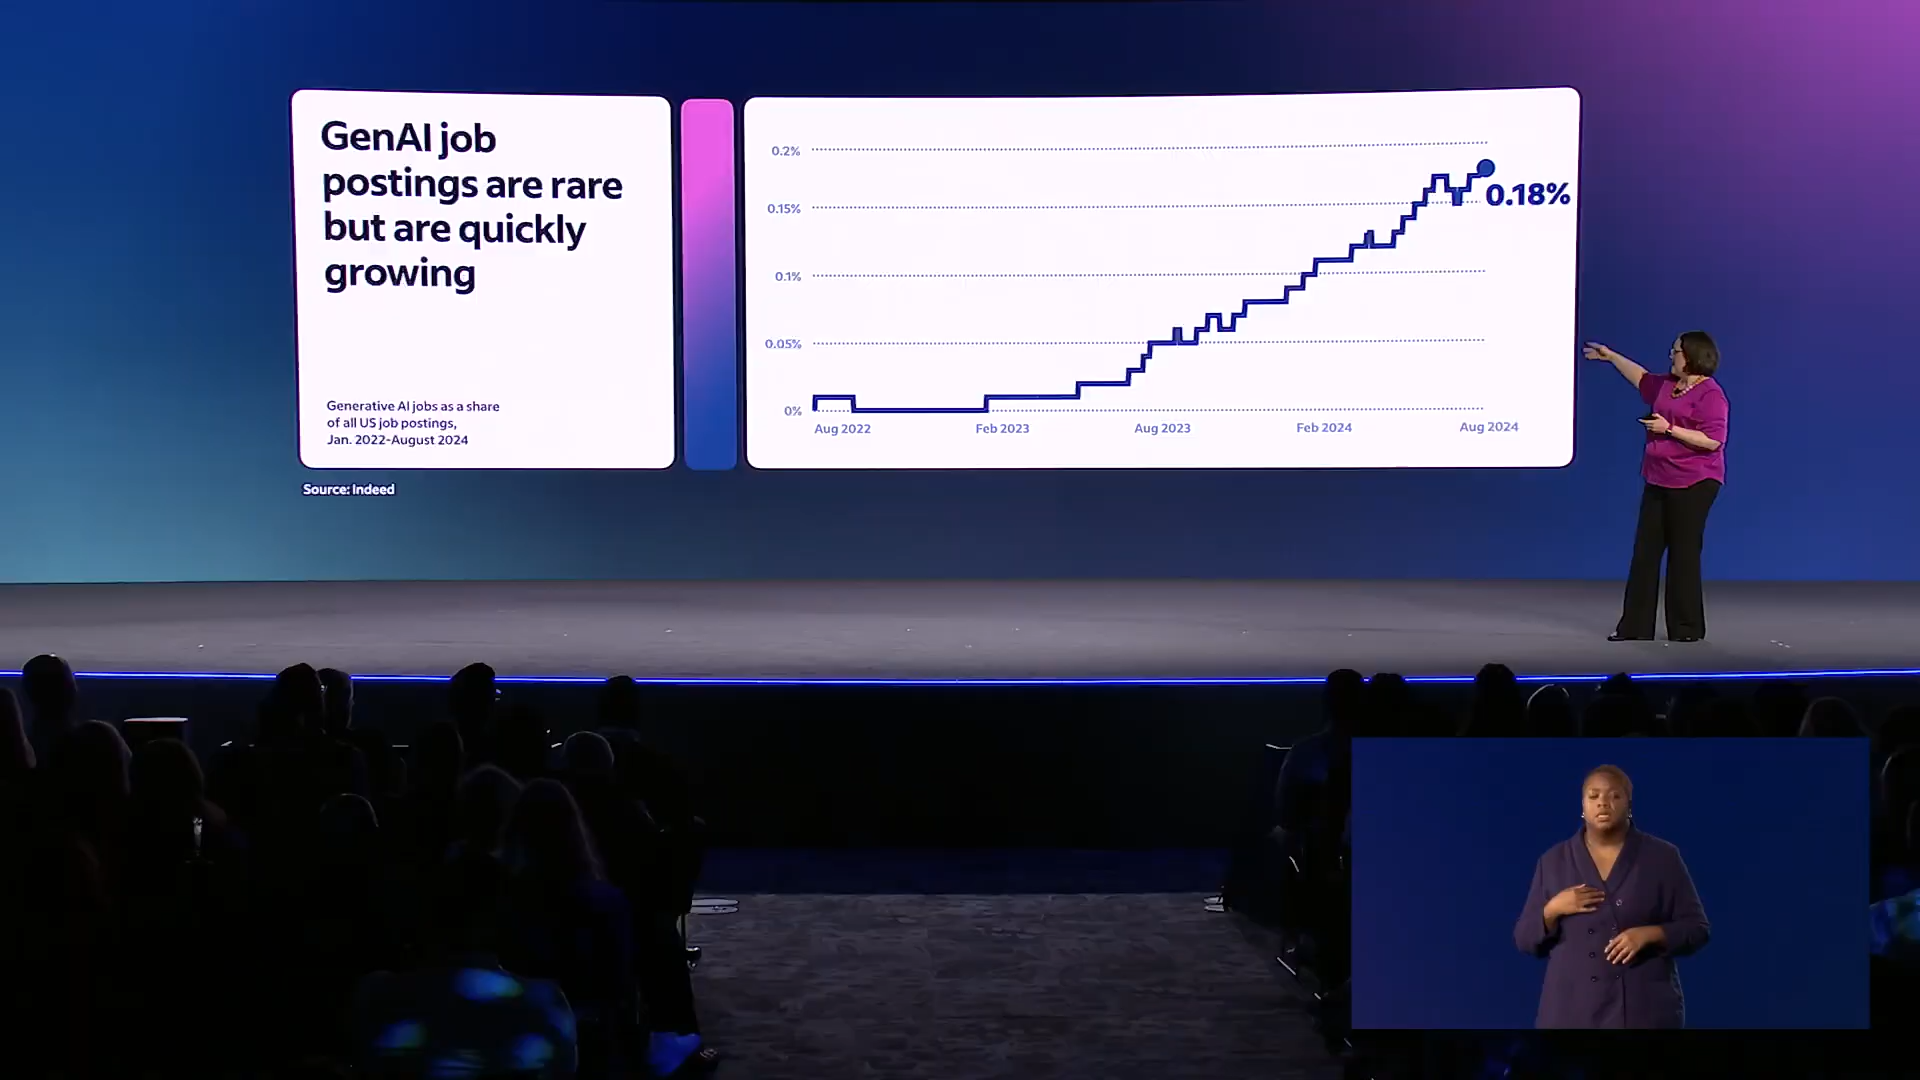 GenAI job
postings are rare
but are quickly
growing
Generative AI jobs as a share
of all US job postings,
Jan. 2022-August 2024
Source: Indeed
0.2%
0.15%
0.1%
0.05%
0%
0.18%
Aug 2022
Feb 2023
Aug 2023
Feb 2024
Aug 2024